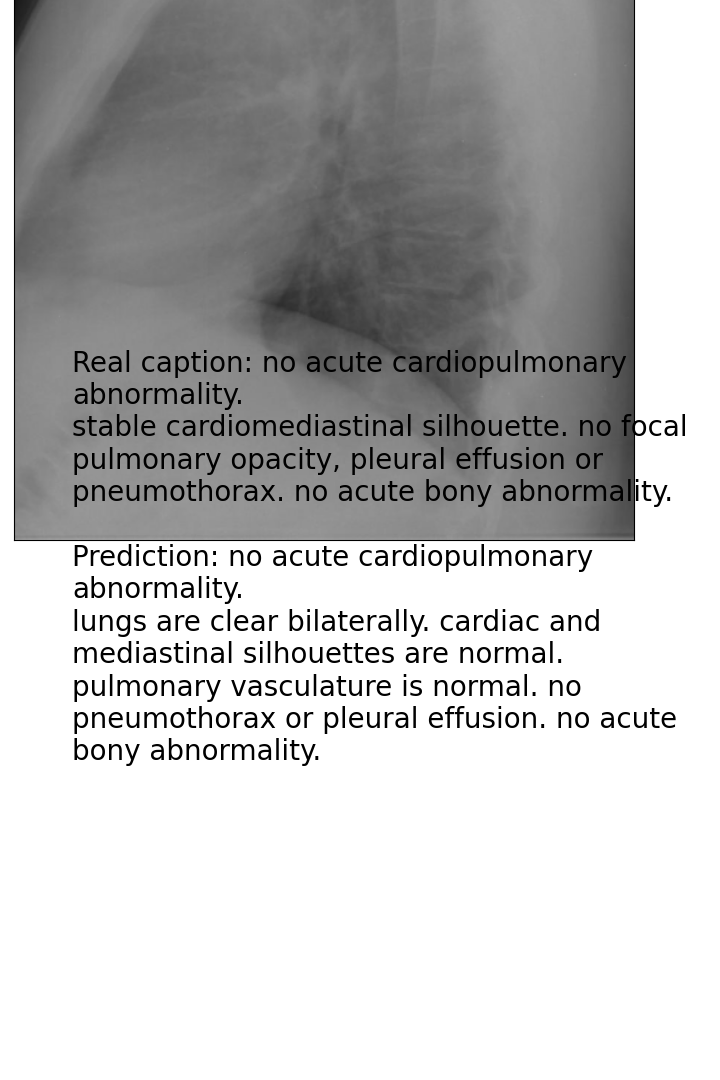 Real caption: no acute cardiopulmonary
abnormality.
stable cardiomediastinal silhouette. no focal
pulmonary opacity, pleural effusion or
pneumothorax. no acute bony abnormality.
Prediction: no acute cardiopulmonary
abnormality.
lungs are clear bilaterally. cardiac and
mediastinal silhouettes are normal.
pulmonary vasculature is normal. no
pneumothorax or pleural effusion. no acute
bony abnormality.